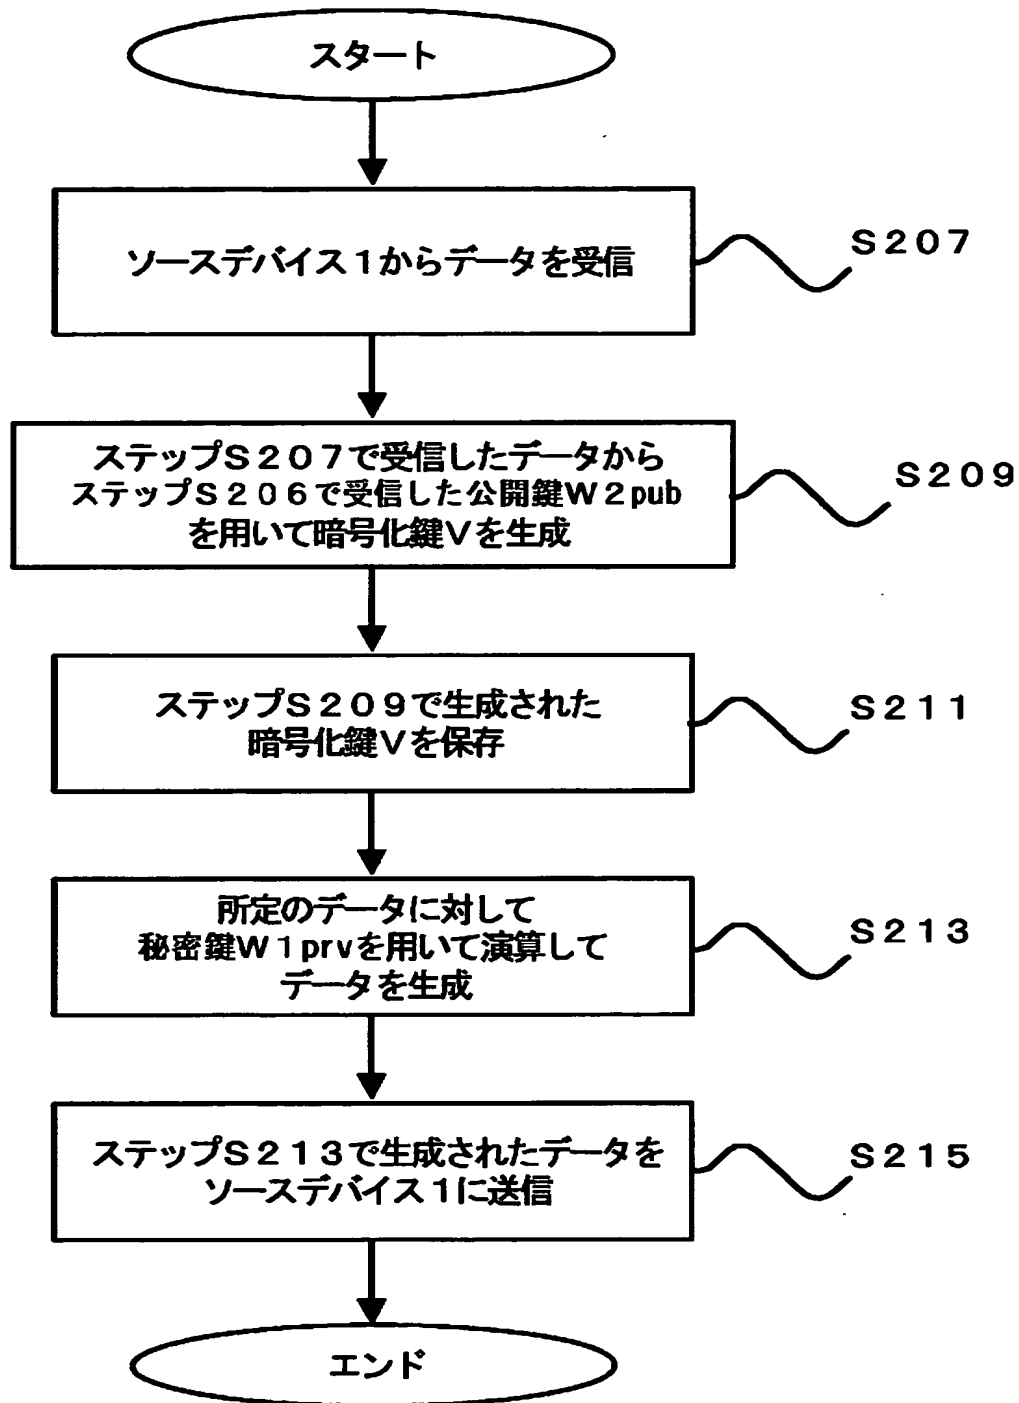 スタート
ソースデバイス1からデータを受信
S207
ステップS207で受信したデータから
ステップS206で受信した公開鍵W2pub
を用いて暗号化鍵Vを生成
S209
ステップS209で生成された
暗号化鍵Vを保存
S211
所定のデータに対して
秘密鍵W1prvを用いて演算して
データを生成
S213
ステップS213で生成されたデータを
ソースデバイス1に送信
S215
エンド